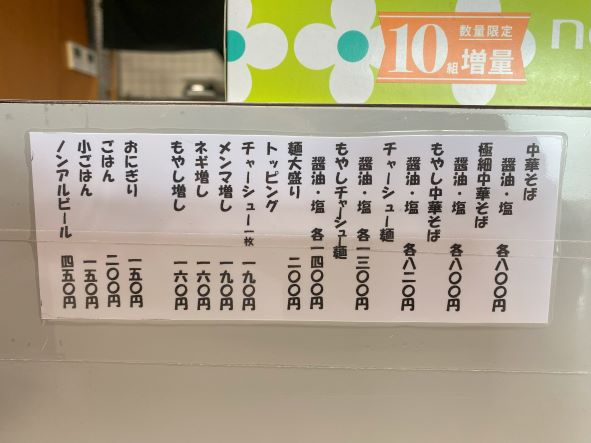 数量限定
10組
増量
n
中華そば
醤油・塩 各八〇〇円
極細中華そば
醤油・塩 各八〇〇円
もやし中華そば
醤油・塩 各八二〇円
チャーシュー麺
醤油・塩 各一三〇〇円
もやしチャーシュー麺
醤油・塩 各一四〇〇円
麺大盛り 二〇〇円
トッピング
チャーシュー一枚 一九〇円
メンマ増し 一九〇円
ネギ増し 一六〇円
もやし増し 一六〇円
おにぎり 一五〇円
ごはん 二〇〇円
小ごはん 一五〇円
ノンアルビール 四五〇円